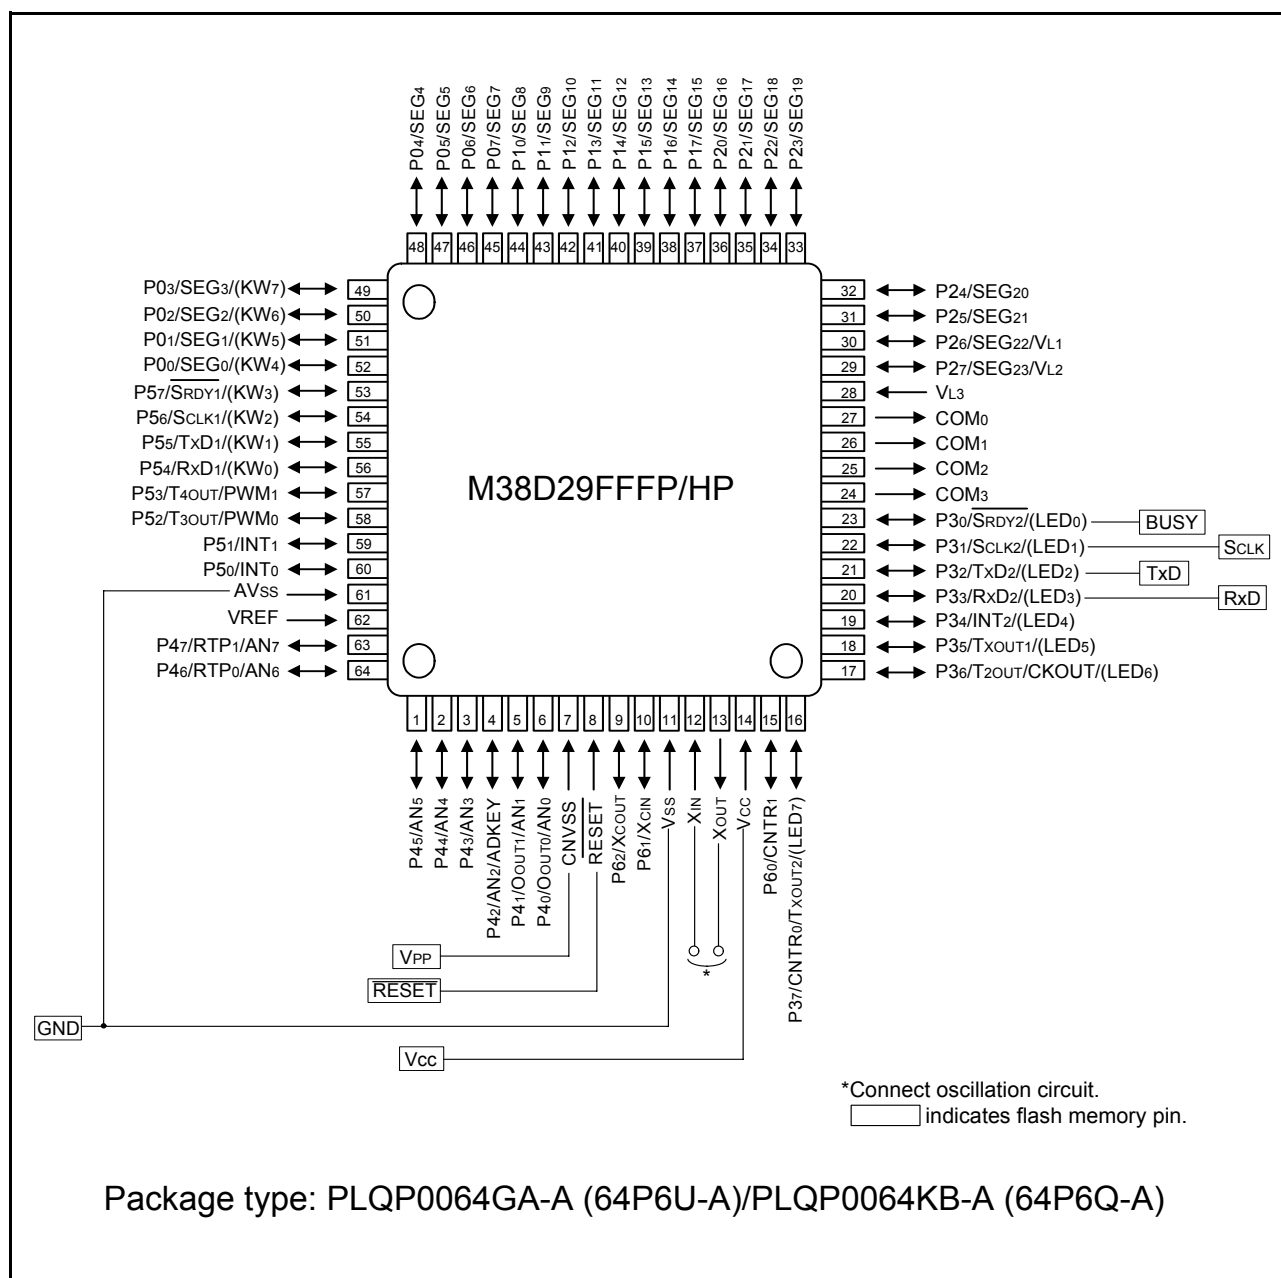 P04/SEG4
P05/SEG5
P06/SEG6
P07/SEG7
P10/SEG8
P11/SEG9
P12/SEG10
P13/SEG11
P14/SEG12
P15/SEG13
P16/SEG14
P17/SEG15
P20/SEG16
P21/SEG17
P22/SEG18
P23/SEG19
48 47 46 45 44 43 42 41 40 39 38 37 36 35 34 33
P03/SEG3/(KW7) 49
P02/SEG2/(KW6) 50
P01/SEG1/(KW5) 51
P00/SEG0/(KW4) 52
P57/SRDY1/(KW3) 53
P56/SCLK1/(KW2) 54
P55/TxD1/(KW1) 55
P54/RxD1/(KW0) 56
P53/T4OUT/PWM1 57
P52/T3OUT/PWM0 58
P51/INT1 59
P50/INT0 60
AVSS 61
VREF 62
P47/RTP1/AN7 63
P46/RTP0/AN6 64
M38D29FFFP/HP
32 P24/SEG20
31 P25/SEG21
30 P26/SEG22/VL1
29 P27/SEG23/VL2
28 VL3
27 COM0
26 COM1
25 COM2
24 COM3
23 P30/SRDY2/(LED0) BUSY
22 P31/SCLK2/(LED1) SCLK
21 P32/TxD2/(LED2) TxD
20 P33/RxD2/(LED3) RxD
19 P34/INT2/(LED4)
18 P35/TXOUT1/(LED5)
17 P36/T2OUT/CKOUT/(LED6)
1 2 3 4 5 6 7 8 9 10 11 12 13 14 15 16
P45/AN5
P44/AN4
P43/AN3
P42/AN2/ADKEY
P41/OOUT1/AN1
P40/OOUT0/AN0
CNVSS
RESET
P62/XCOUT
P61/XCIN
VSS
XIN
XOUT
VCC
P60/CNTR1
P37/CNTR0/TXOUT2/(LED7)
VPP
*
RESET
GND
Vcc
*Connect oscillation circuit.
indicates flash memory pin.
Package type: PLQP0064GA-A (64P6U-A)/PLQP0064KB-A (64P6Q-A)